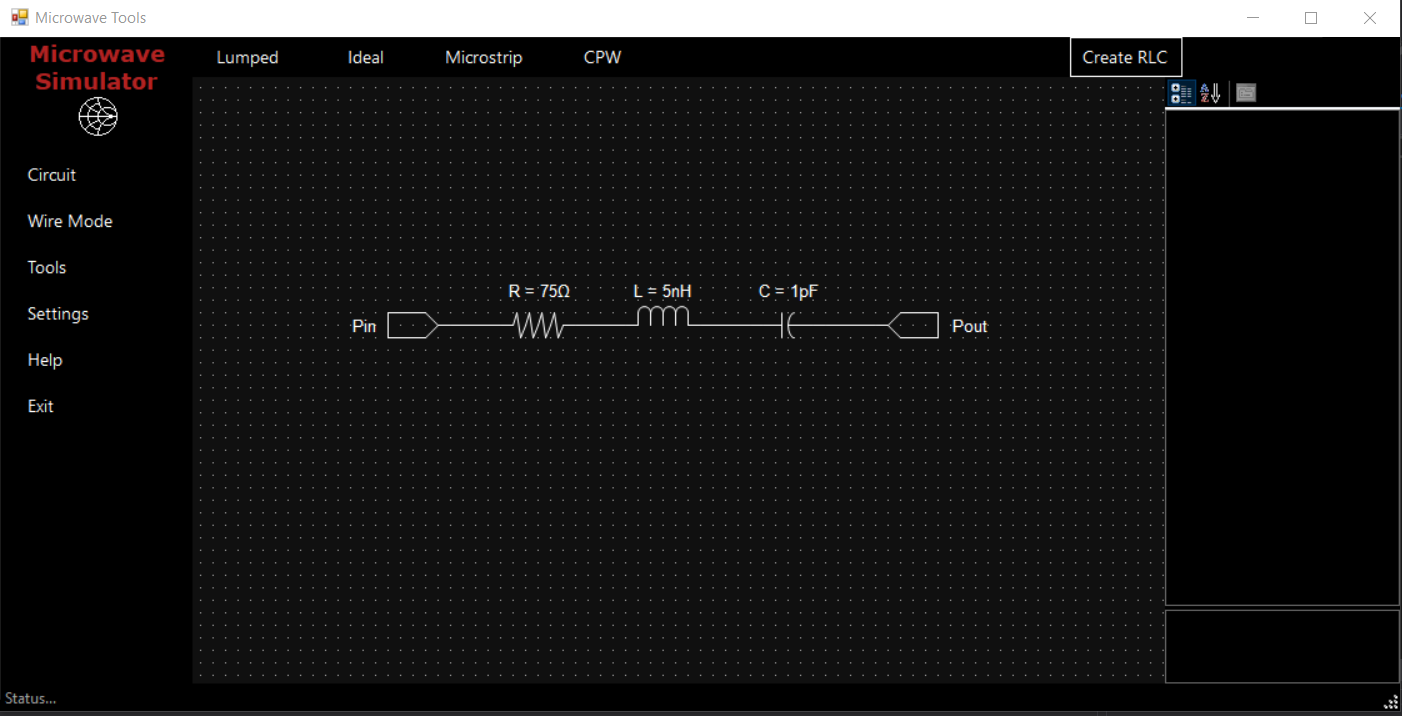 Microwave Tools
Microwave
Simulator
Lumped
Ideal
Microstrip
CPW
Create RLC
Circuit
Wire Mode
Tools
Settings
Help
Exit
R = 75Ω
L = 5nH
C = 1pF
Pin
Pout
Status...